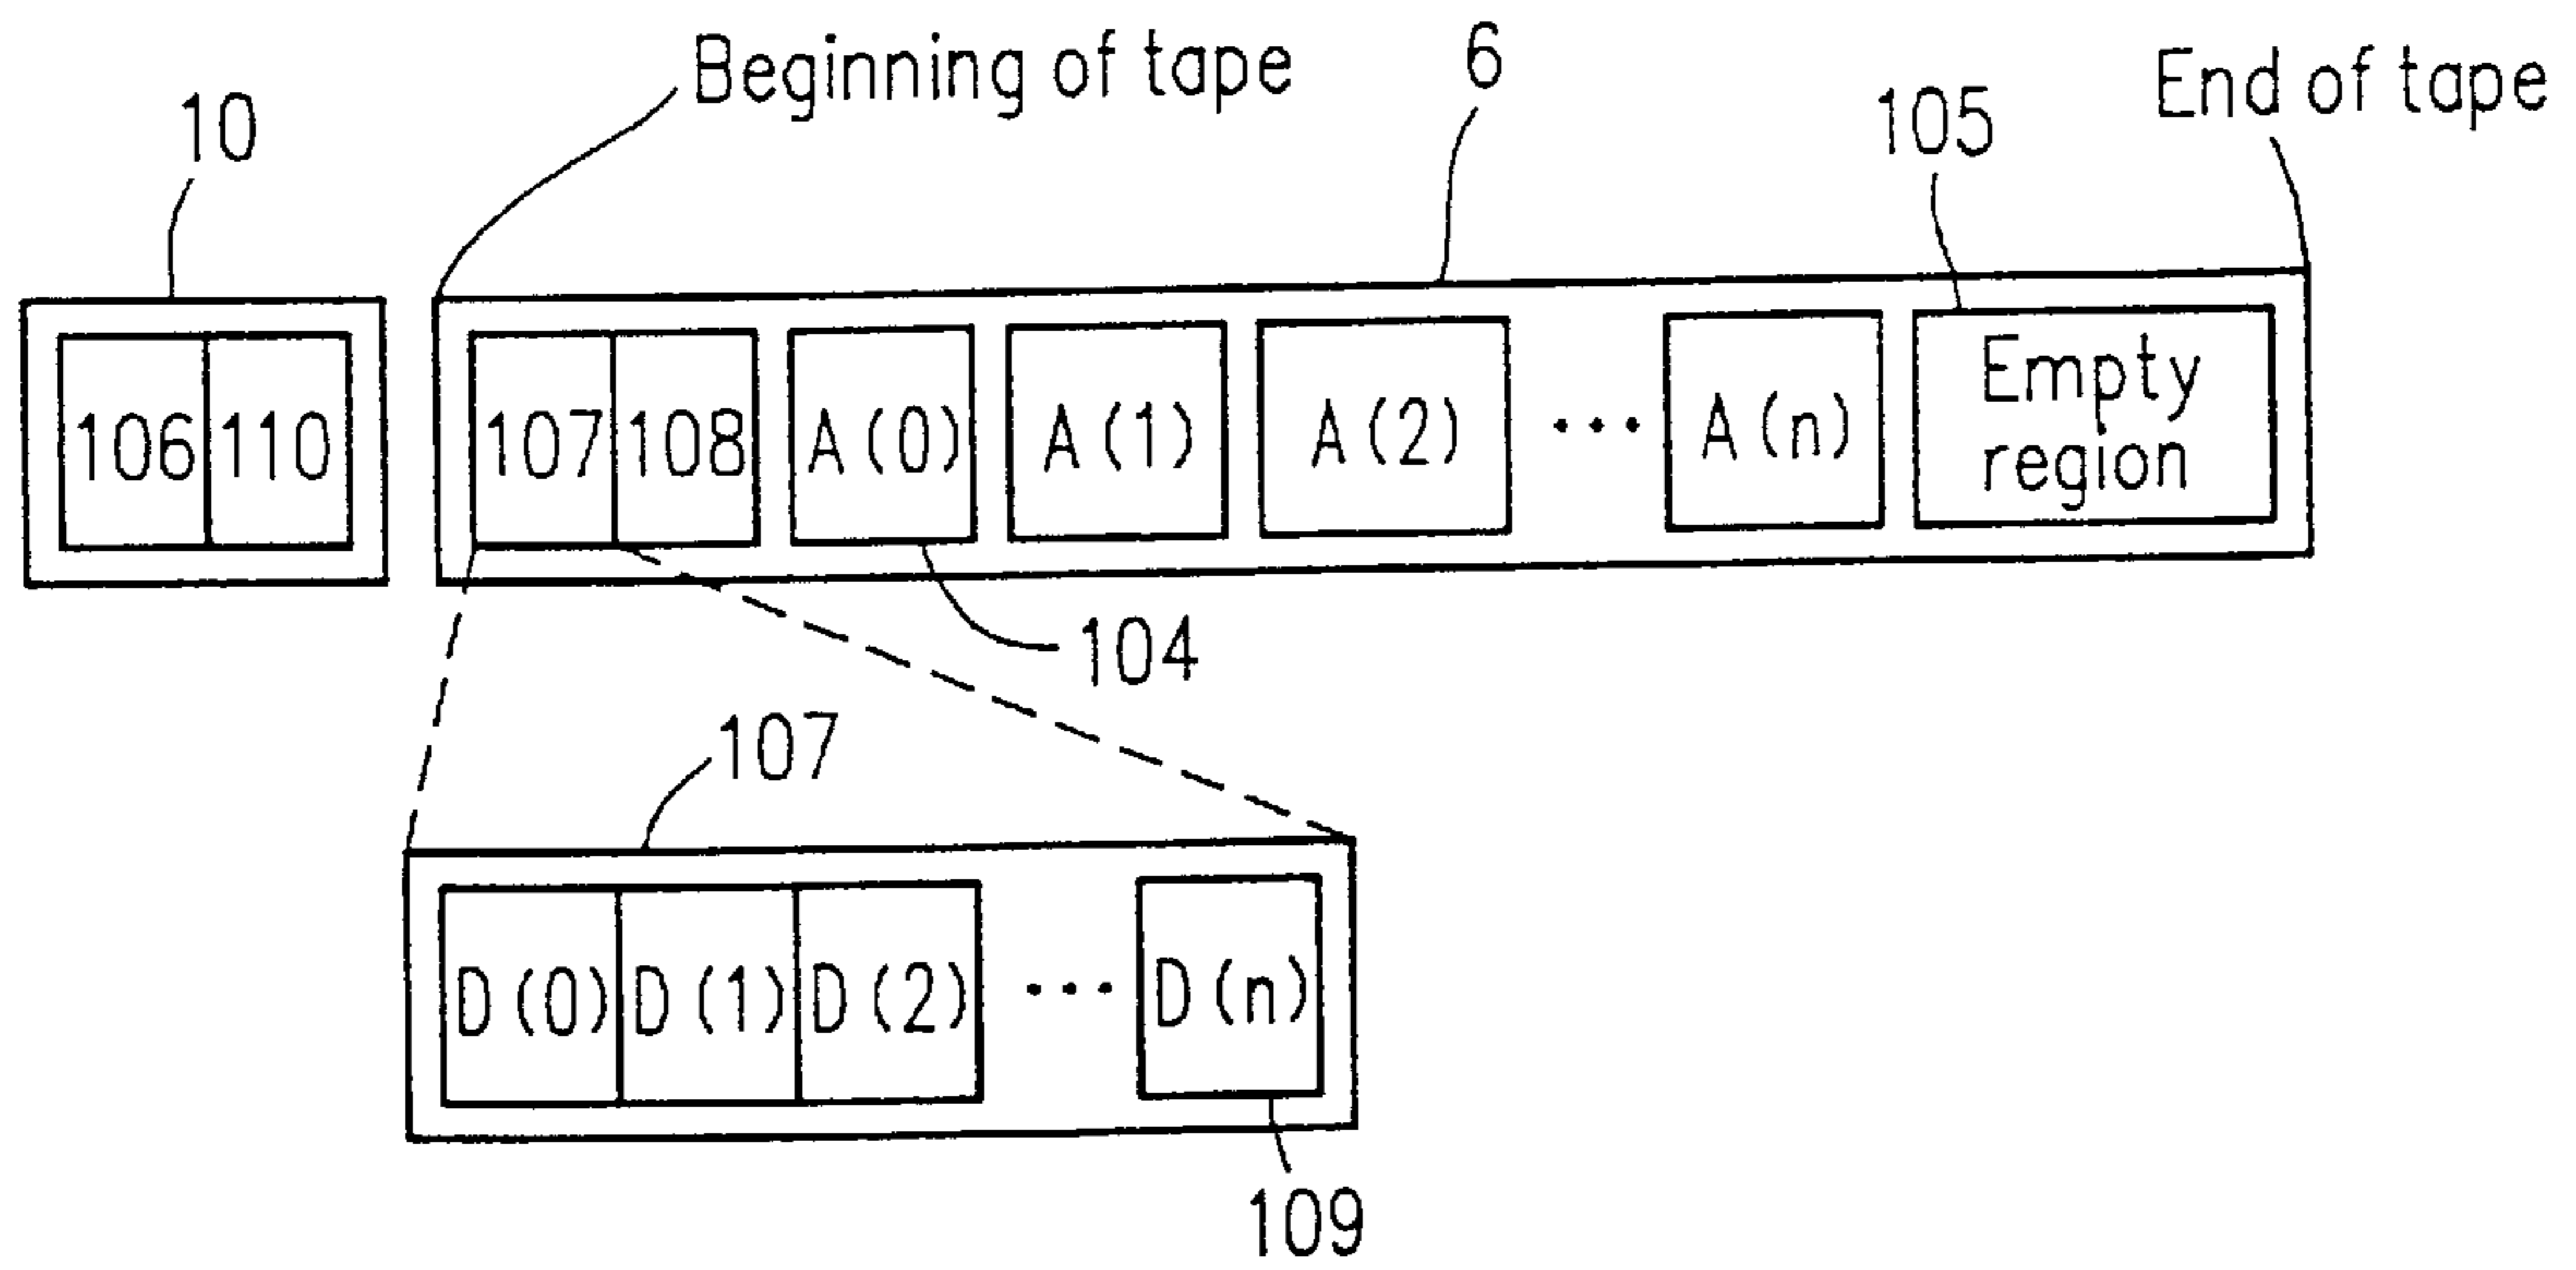 Beginning of tape
6
End of tape
10
105
106 110
107 108 A(0) A(1) A(2) ... A(n) Empty region
104
107
D(0) D(1) D(2) ... D(n)
109